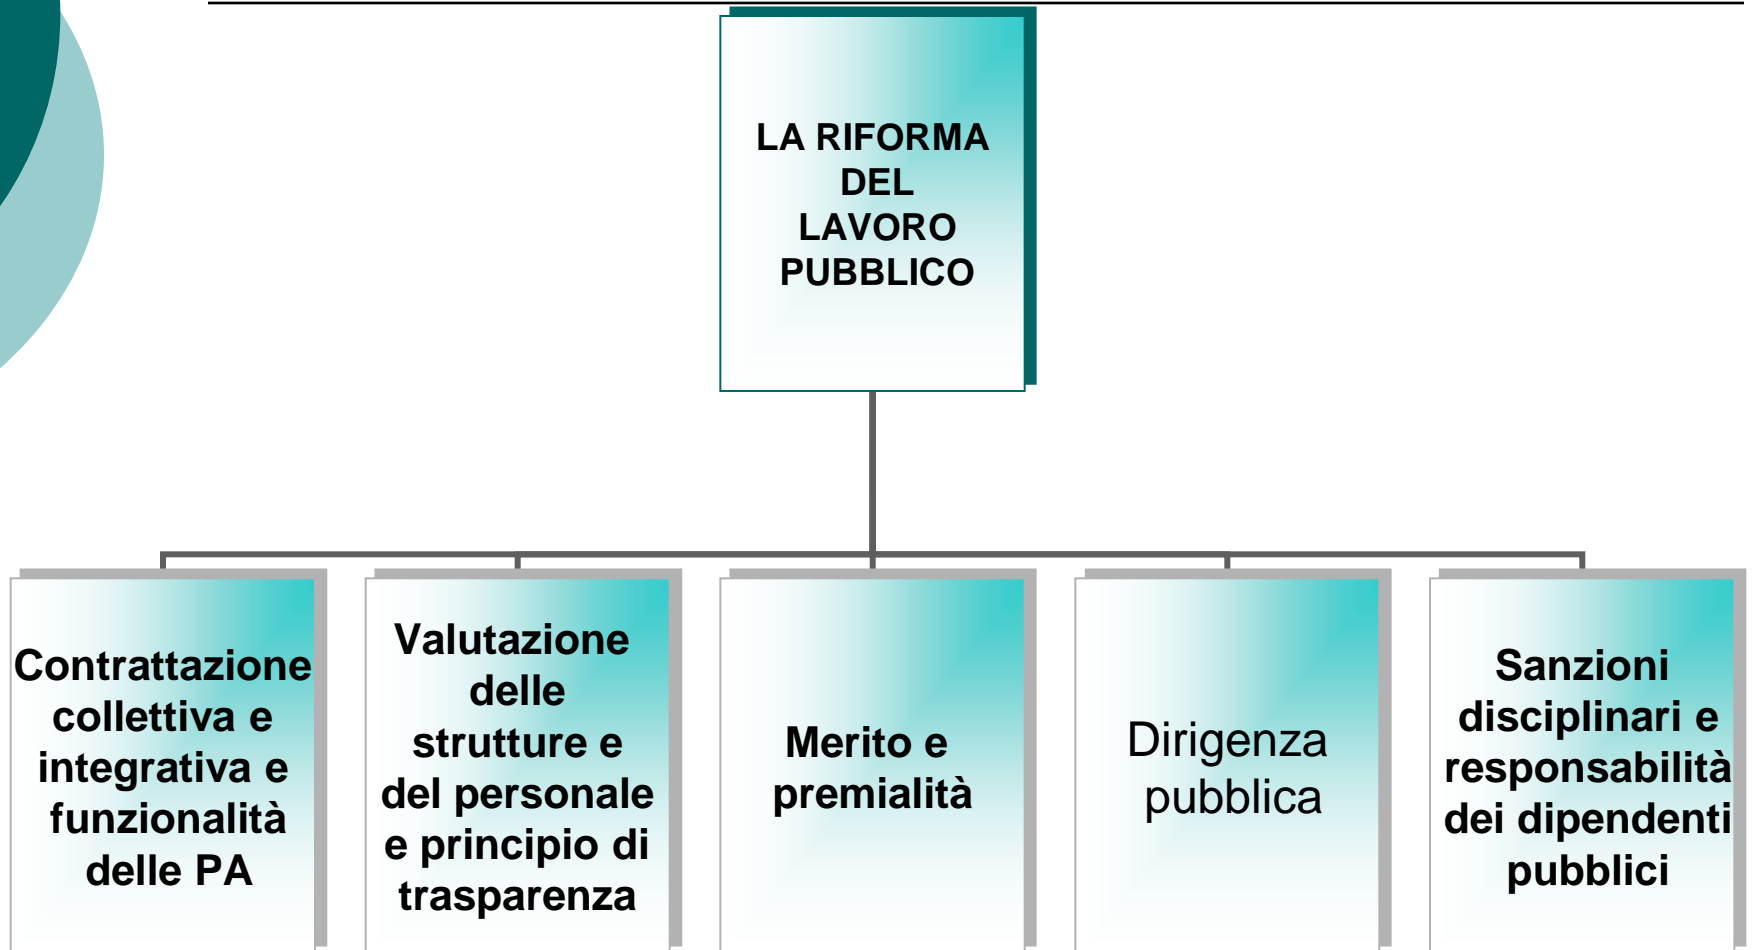 LA RIFORMA
DEL
LAVORO
PUBBLICO
Contrattazione
collettiva e
integrativa e
funzionalità
delle PA
Valutazione
delle
strutture e
del personale
e principio di
trasparenza
Merito e
premialità
Dirigenza
pubblica
Sanzioni
disciplinari e
responsabilità
dei dipendenti
pubblici